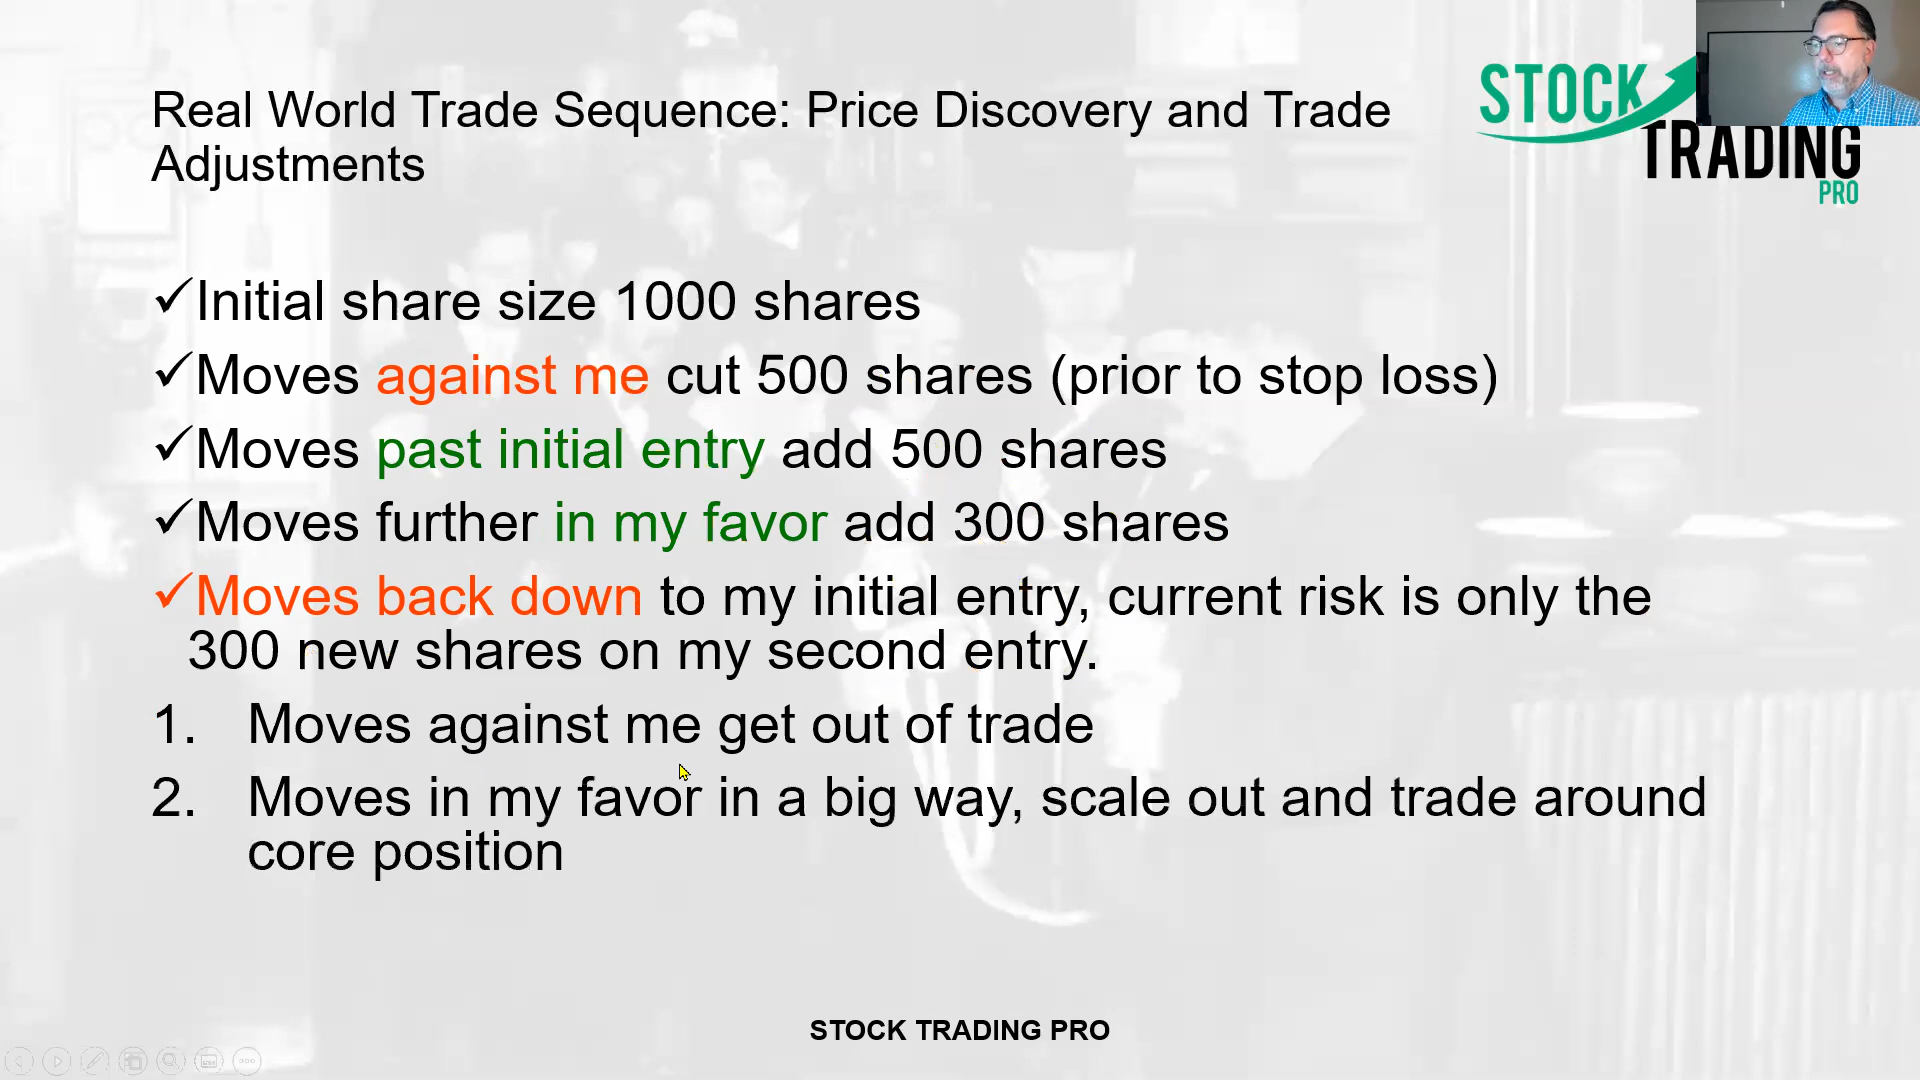 STOCK
TRADING
PRO
Real World Trade Sequence: Price Discovery and Trade
Adjustments
✓Initial share size 1000 shares
✓Moves against me cut 500 shares (prior to stop loss)
✓Moves past initial entry add 500 shares
✓Moves further in my favor add 300 shares
✓Moves back down to my initial entry, current risk is only the
300 new shares on my second entry.
1. Moves against me get out of trade
2. Moves in my favor in a big way, scale out and trade around
core position
STOCK TRADING PRO